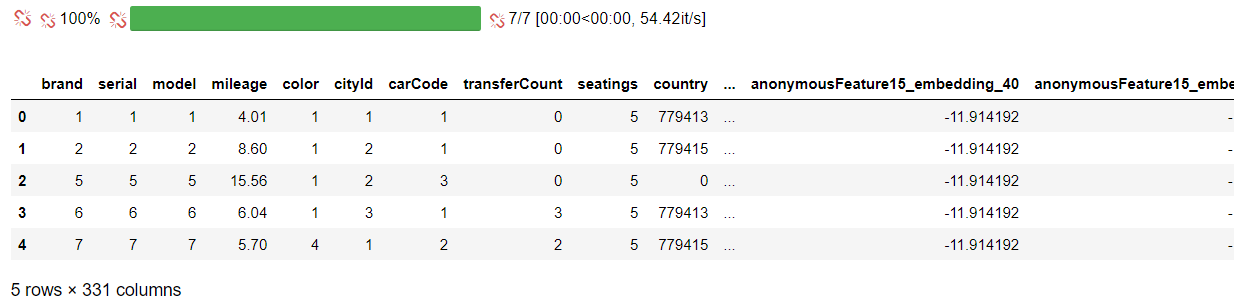 100% 7/7 [00:00<00:00, 54.42it/s]
brand serial model mileage color cityId carCode transferCount seatings country ... anonymousFeature15_embedding_40 anonymousFeature15_embe
0 1 1 1 4.01 1 1 1 0 5 779413 ... -11.914192 -
1 2 2 2 8.60 1 2 1 0 5 779415 ... -11.914192 -
2 5 5 5 15.56 1 2 3 0 5 0 ... -11.914192 -
3 6 6 6 6.04 1 3 1 3 5 779413 ... -11.914192 -
4 7 7 7 5.70 4 1 2 2 5 779415 ... -11.914192 -
5 rows × 331 columns